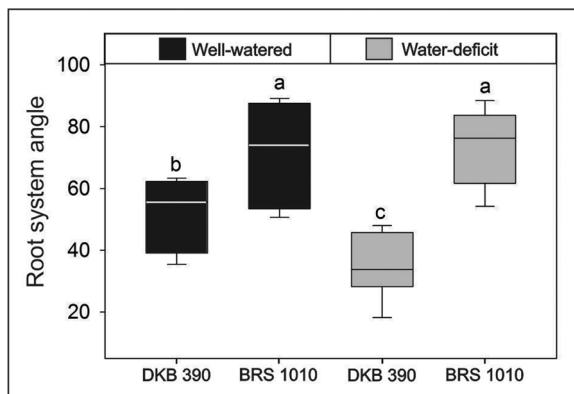 Well-watered Water-deficit
Root system angle
100
80
60
40
20
b
a
c
a
DKB 390 BRS 1010 DKB 390 BRS 1010